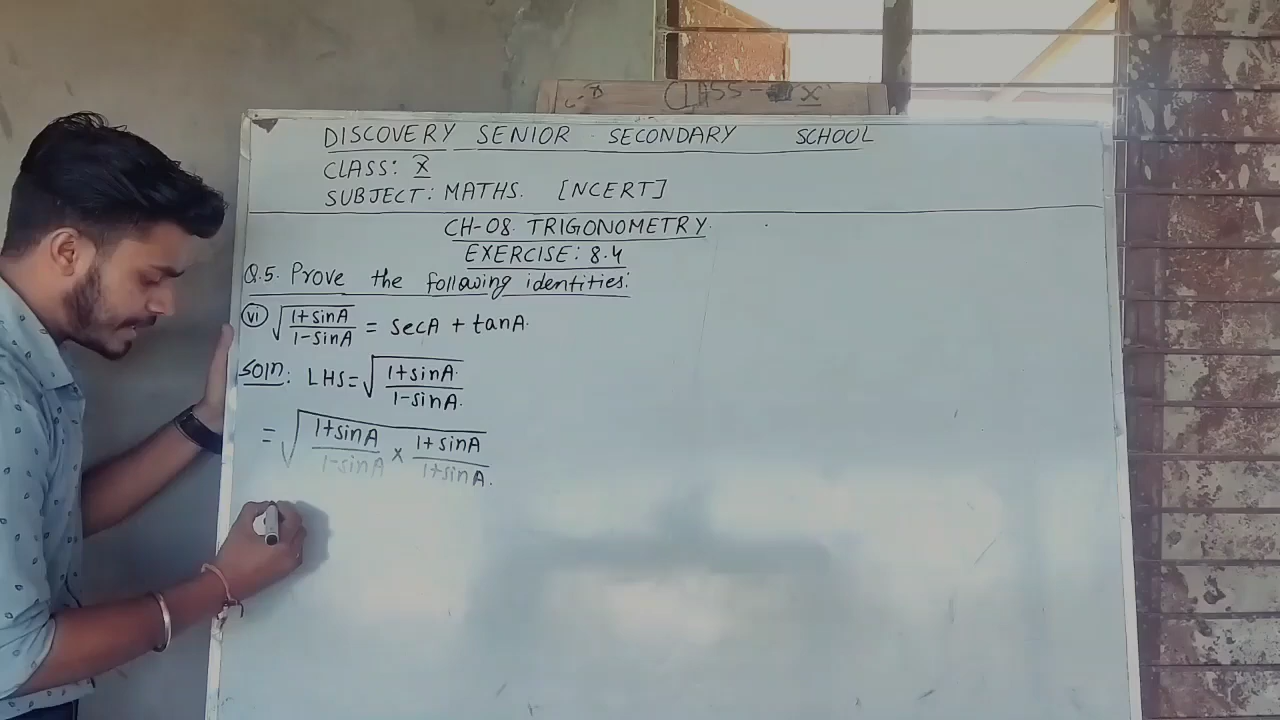 CLASS- X
DISCOVERY SENIOR SECONDARY SCHOOL
CLASS: X
SUBJECT: MATHS. [NCERT]
CH-08. TRIGONOMETRY.
EXERCISE: 8.4
Q.5. Prove the following identities:
(vi) √((1+sinA)/(1-sinA)) = secA + tanA.
Soln: LHS = √((1+sinA)/(1-sinA))
= √((1+sinA)/(1-sinA) × (1+sinA)/(1+sinA))